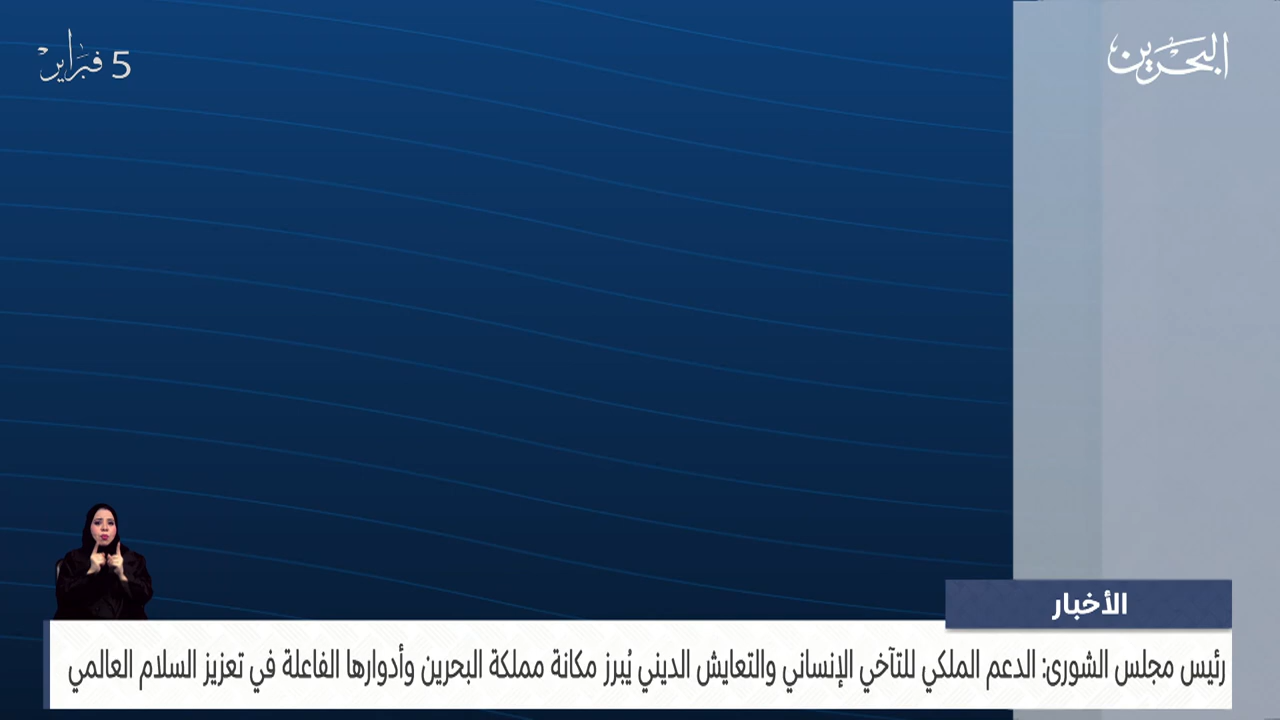 البحرين
5 فبراير
الأخبار
رئيس مجلس الشورى: الدعم الملكي للتآخي الإنساني والتعايش الديني يُبرز مكانة مملكة البحرين وأدوارها الفاعلة في تعزيز السلام العالمي